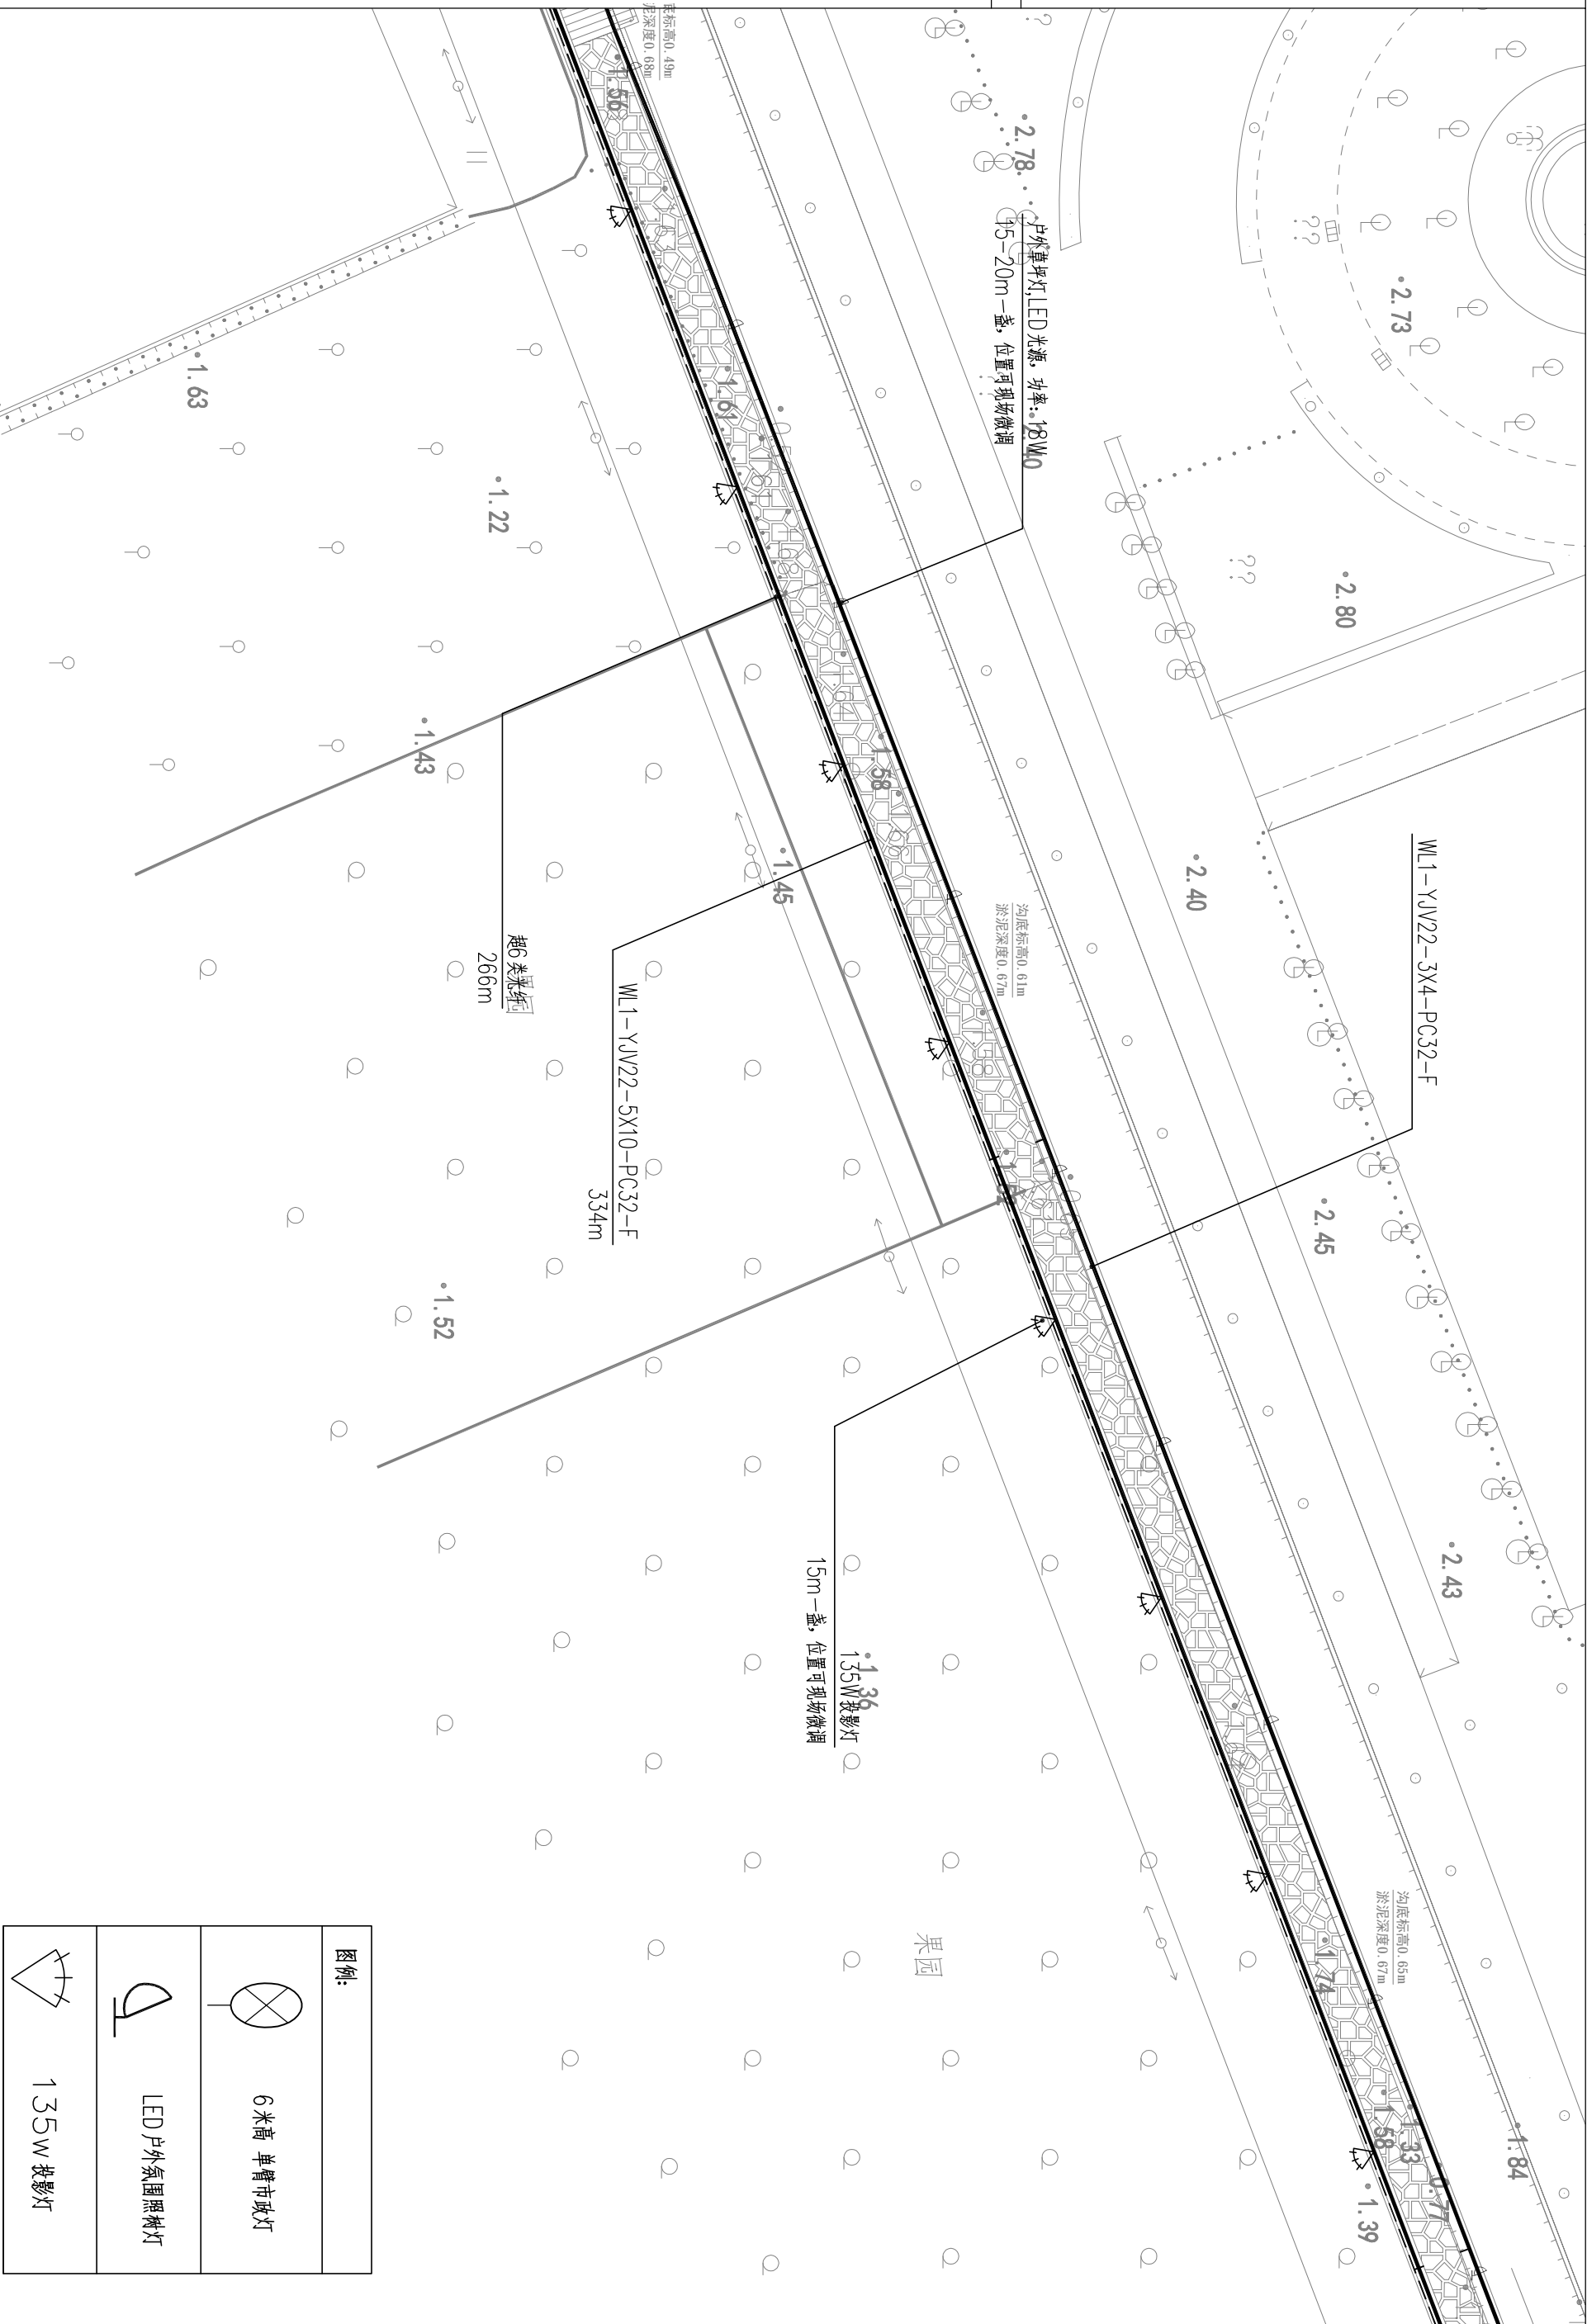 底标高0.49m
泥深度0.68m
1.56
2.78
2.73
户外草坪灯,LED光源，功率：18W
15-20m一盏，位置可现场微调
1.63
1.61
1.22
2.80
1.43
1.58
1.45
2.40
WL1-YJV22-3X4-PC32-F
沟底标高0.61m
淤泥深度0.67m
超6类光纤
266m
WL1-YJV22-5X10-PC32-F
334m
1.52
2.45
2.43
135W投影灯
15m一盏，位置可现场微调
1.36
果园
沟底标高0.65m
淤泥深度0.67m
1.74
1.58
1.33
0.77
1.84
1.39
图例:
6米高 单臂市政灯
LED户外氛围照树灯
135w投影灯